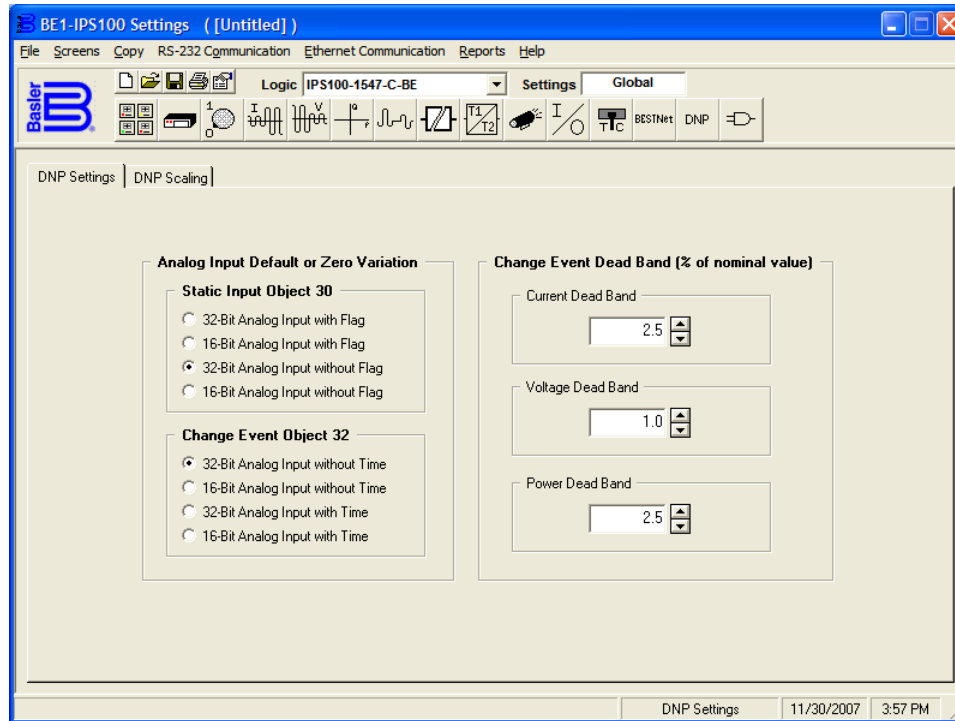 BE1-IPS100 Settings ( [Untitled] )
File Screens Copy RS-232 Communication Ethernet Communication Reports Help
Basler
Logic IPS100-1547-C-BE Settings Global
BESTNet DNP
DNP Settings DNP Scaling
Analog Input Default or Zero Variation
Static Input Object 30
32-Bit Analog Input with Flag
16-Bit Analog Input with Flag
32-Bit Analog Input without Flag
16-Bit Analog Input without Flag
Change Event Object 32
32-Bit Analog Input without Time
16-Bit Analog Input without Time
32-Bit Analog Input with Time
16-Bit Analog Input with Time
Change Event Dead Band (% of nominal value)
Current Dead Band
2.5
Voltage Dead Band
1.0
Power Dead Band
2.5
DNP Settings 11/30/2007 3:57 PM